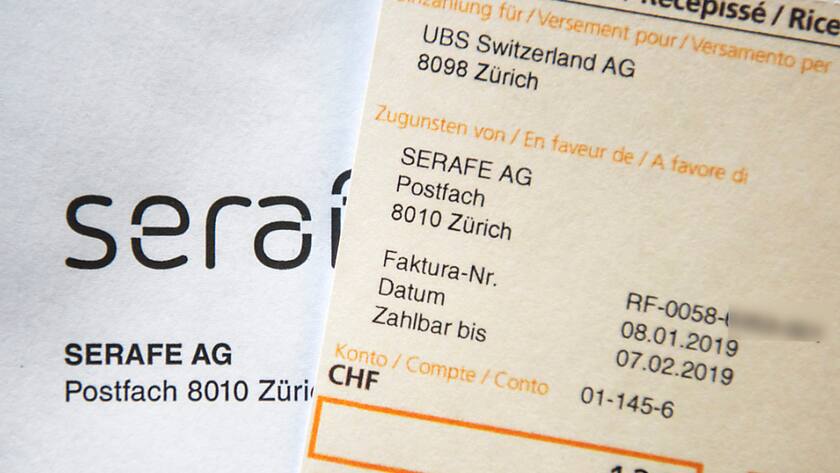 seraf
SERAFE AG
Postfach 8010 Züri
Récépissé / Rice
Einzahlung für / Versement pour / Versamento per
UBS Switzerland AG
8098 Zürich
Zugunsten von / En faveur de / A favore di
SERAFE AG
Postfach
8010 Zürich
Faktura-Nr. RF-0058-
Datum 08.01.2019
Zahlbar bis 07.02.2019
Konto / Compte / Conto 01-145-6
CHF